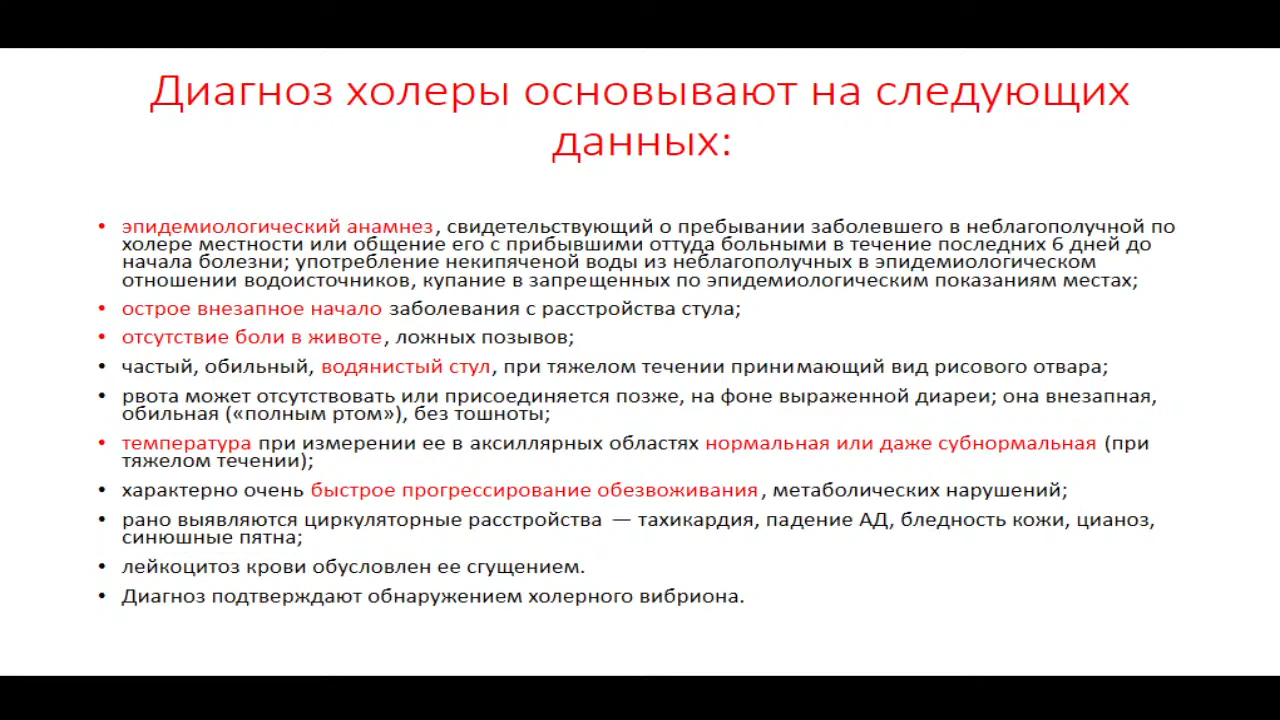 Диагноз холеры основывают на следующих
данных:
• эпидемиологический анамнез, свидетельствующий о пребывании заболевшего в неблагополучной по
холере местности или общение его с прибывшими оттуда больными в течение последних 6 дней до
начала болезни; употребление некипяченой воды из неблагополучных в эпидемиологическом
отношении водоисточников, купание в запрещенных по эпидемиологическим показаниям местах;
• острое внезапное начало заболевания с расстройства стула;
• отсутствие боли в животе, ложных позывов;
• частый, обильный, водянистый стул, при тяжелом течении принимающий вид рисового отвара;
• рвота может отсутствовать или присоединяется позже, на фоне выраженной диареи; она внезапная,
обильная («полным ртом»), без тошноты;
• температура при измерении ее в аксиллярных областях нормальная или даже субнормальная (при
тяжелом течении);
• характерно очень быстрое прогрессирование обезвоживания, метаболических нарушений;
• рано выявляются циркуляторные расстройства — тахикардия, падение АД, бледность кожи, цианоз,
синюшные пятна;
• лейкоцитоз крови обусловлен ее сгущением.
• Диагноз подтверждают обнаружением холерного вибриона.